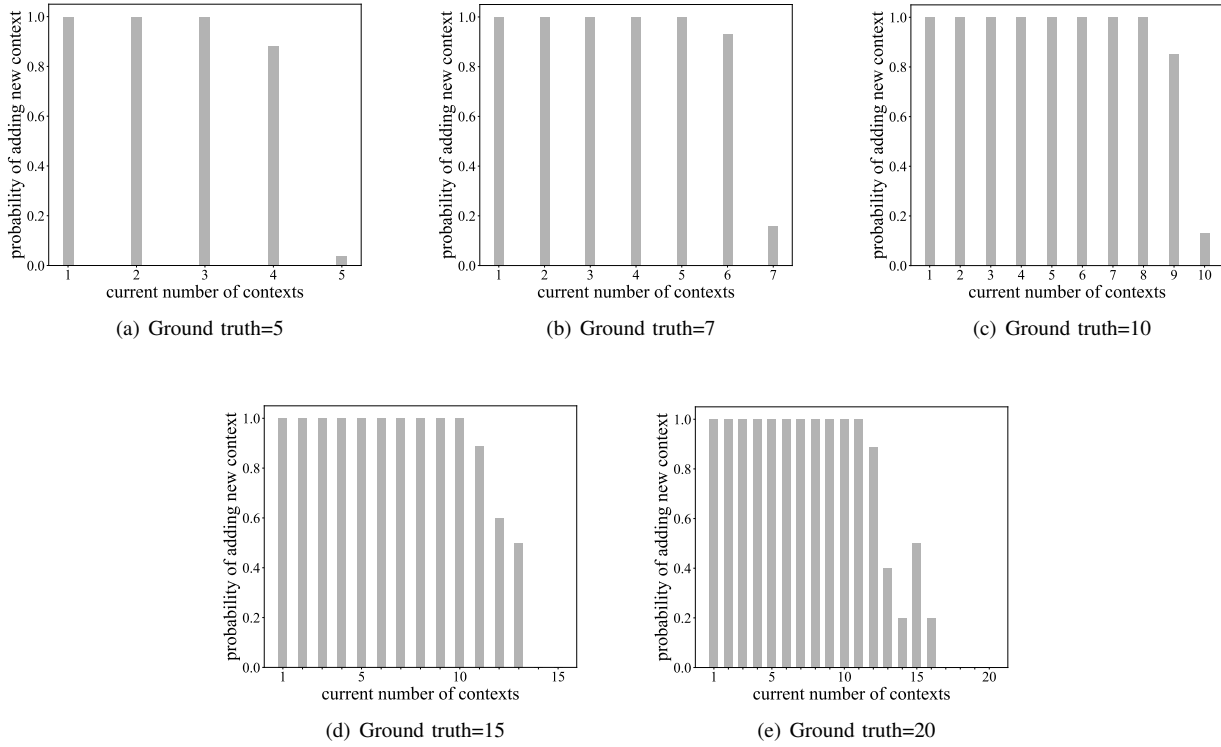 probability of adding new context
1.0
0.8
0.6
0.4
0.2
0.0
1 2 3 4 5
current number of contexts
(a) Ground truth=5
probability of adding new context
1.0
0.8
0.6
0.4
0.2
0.0
1 2 3 4 5 6 7
current number of contexts
(b) Ground truth=7
probability of adding new context
1.0
0.8
0.6
0.4
0.2
0.0
1 2 3 4 5 6 7 8 9 10
current number of contexts
(c) Ground truth=10
probability of adding new context
1.0
0.8
0.6
0.4
0.2
0.0
1 5 10 15
current number of contexts
(d) Ground truth=15
probability of adding new context
1.0
0.8
0.6
0.4
0.2
0.0
1 5 10 15 20
current number of contexts
(e) Ground truth=20